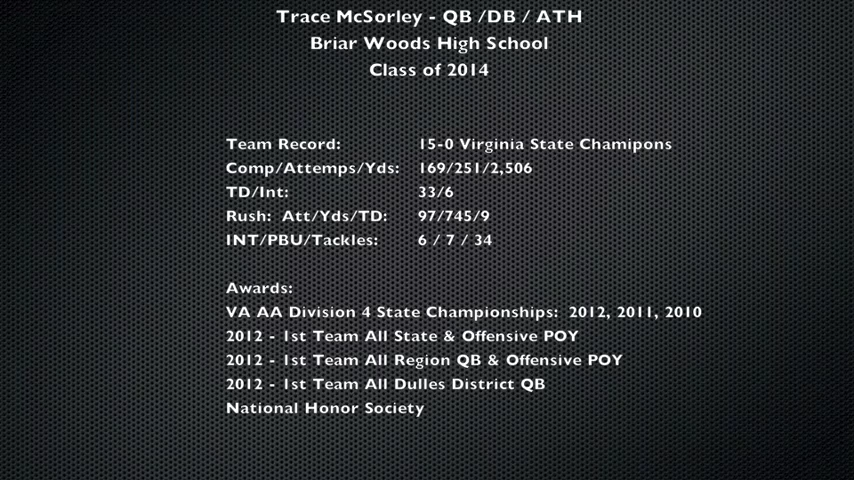 Trace McSorley - QB /DB / ATH
Briar Woods High School
Class of 2014
Team Record: 15-0 Virginia State Chamipons
Comp/Attemps/Yds: 169/251/2,506
TD/Int: 33/6
Rush: Att/Yds/TD: 97/745/9
INT/PBU/Tackles: 6 / 7 / 34
Awards:
VA AA Division 4 State Championships: 2012, 2011, 2010
2012 - 1st Team All State & Offensive POY
2012 - 1st Team All Region QB & Offensive POY
2012 - 1st Team All Dulles District QB
National Honor Society